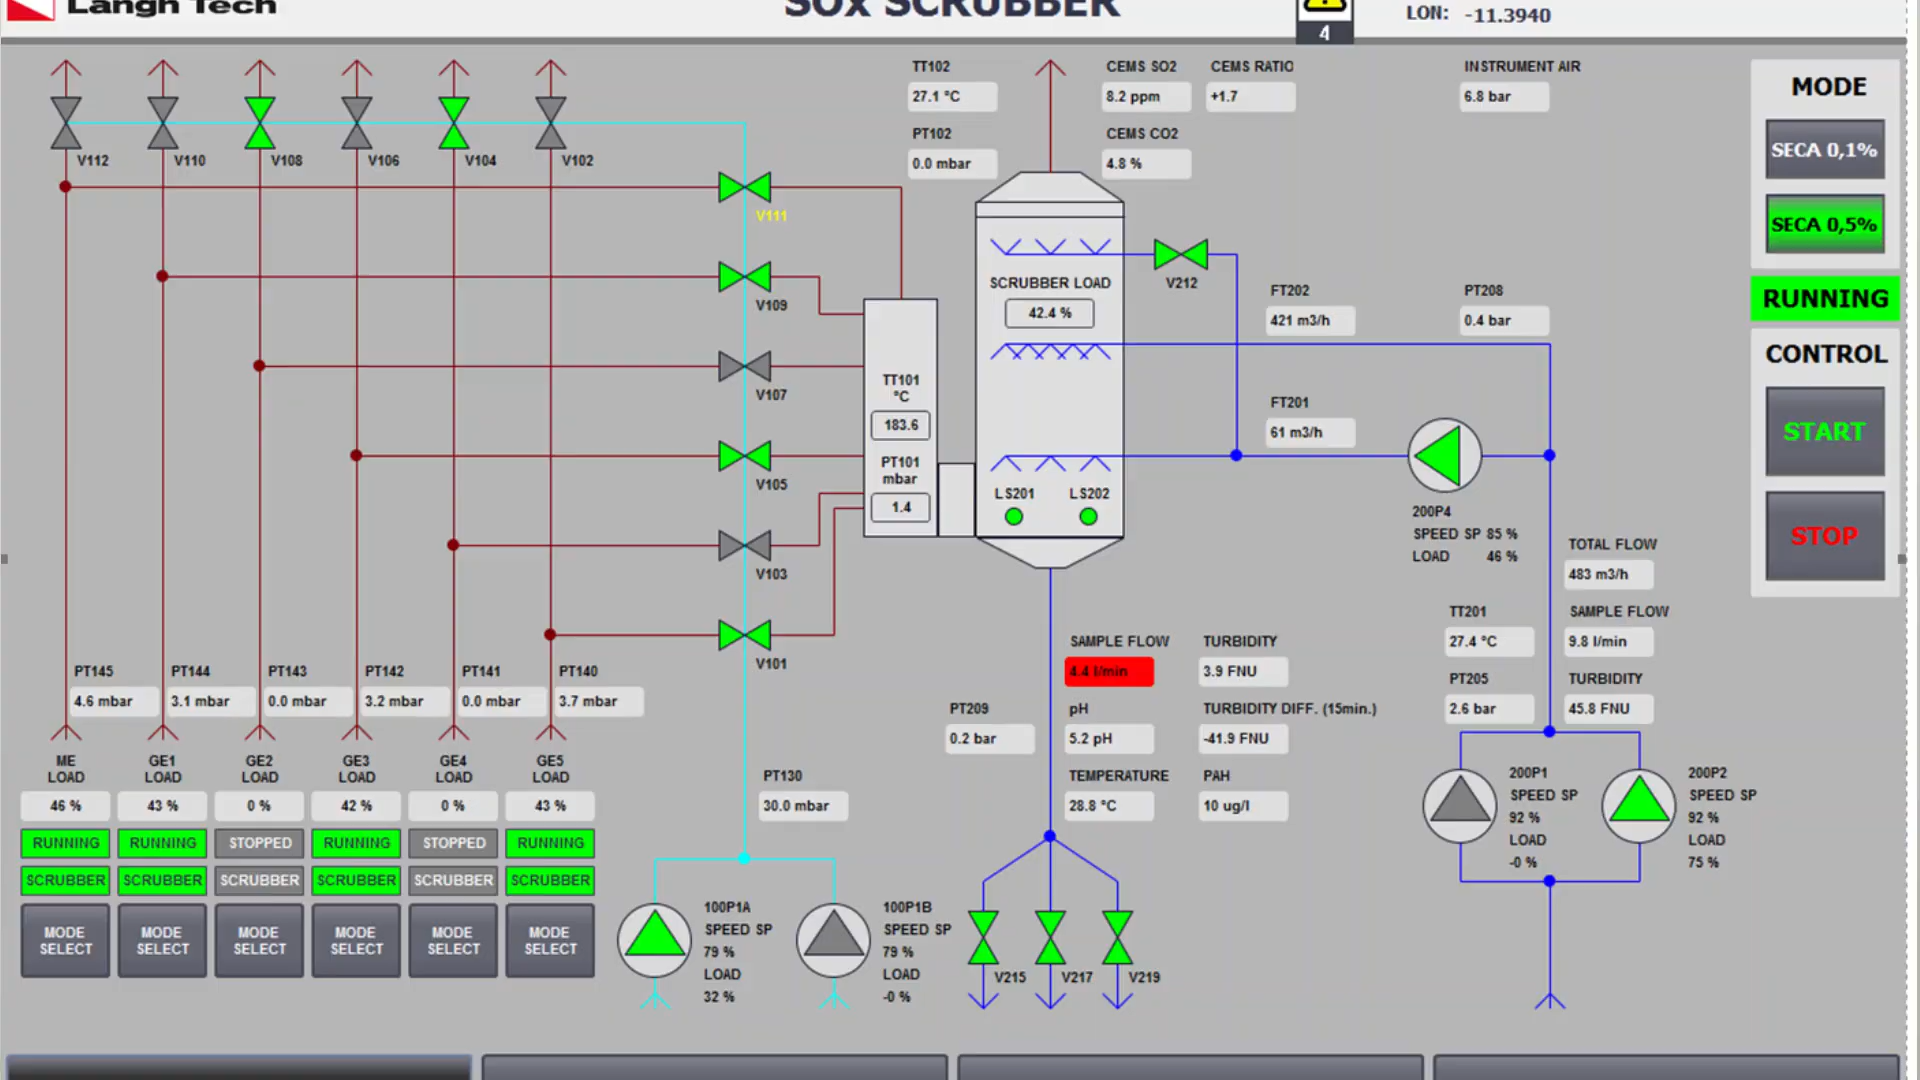 Langh Tech
SOx SCRUBBER
4
LON: -11.3940
TT102
27.1 °C
PT102
0.0 mbar
CEMS SO2
8.2 ppm
CEMS RATIO
+1.7
CEMS CO2
4.8 %
INSTRUMENT AIR
6.8 bar
MODE
SECA 0,1%
SECA 0,5%
RUNNING
CONTROL
START
STOP
V112
V110
V108
V106
V104
V102
V111
V109
V107
V105
V103
V101
TT101
°C
183.6
PT101
mbar
1.4
SCRUBBER LOAD
42.4 %
LS201
LS202
V212
FT202
421 m3/h
PT208
0.4 bar
FT201
61 m3/h
200P4
SPEED SP 85 %
LOAD 46 %
TOTAL FLOW
483 m3/h
TT201
27.4 °C
SAMPLE FLOW
9.8 l/min
PT205
2.6 bar
TURBIDITY
45.8 FNU
200P1
SPEED SP
92 %
LOAD
-0 %
200P2
SPEED SP
92 %
LOAD
75 %
SAMPLE FLOW
4.4 l/min
TURBIDITY
3.9 FNU
PT209
0.2 bar
pH
5.2 pH
TURBIDITY DIFF. (15min.)
-41.9 FNU
TEMPERATURE
28.8 °C
PAH
10 ug/l
V215
V217
V219
PT145
4.6 mbar
PT144
3.1 mbar
PT143
0.0 mbar
PT142
3.2 mbar
PT141
0.0 mbar
PT140
3.7 mbar
PT130
30.0 mbar
ME
LOAD
46 %
RUNNING
SCRUBBER
MODE
SELECT
GE1
LOAD
43 %
RUNNING
SCRUBBER
MODE
SELECT
GE2
LOAD
0 %
STOPPED
SCRUBBER
MODE
SELECT
GE3
LOAD
42 %
RUNNING
SCRUBBER
MODE
SELECT
GE4
LOAD
0 %
STOPPED
SCRUBBER
MODE
SELECT
GE5
LOAD
43 %
RUNNING
SCRUBBER
MODE
SELECT
100P1A
SPEED SP
79 %
LOAD
32 %
100P1B
SPEED SP
79 %
LOAD
-0 %